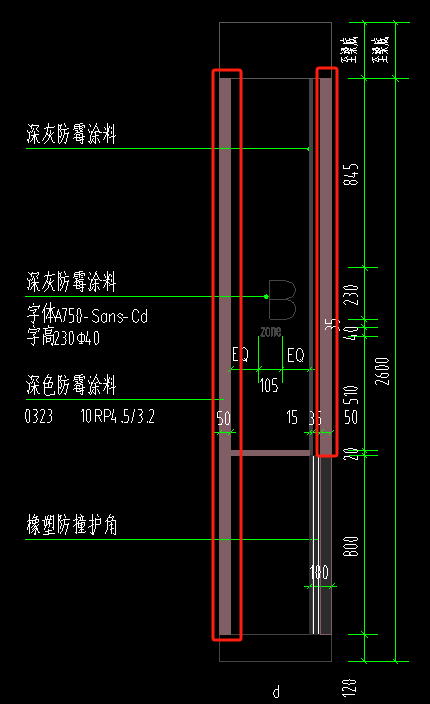 至梁底
至梁底
深灰防霉涂料
845
深灰防霉涂料
B
230
字体A750-Sans-Cd
字高230Φ40
zone
35
40
EQ
EQ
105
2600
深色防霉涂料
510
0323 10RP4.5/3.2
50
15
35
50
20
橡塑防撞护角
800
100
120
d